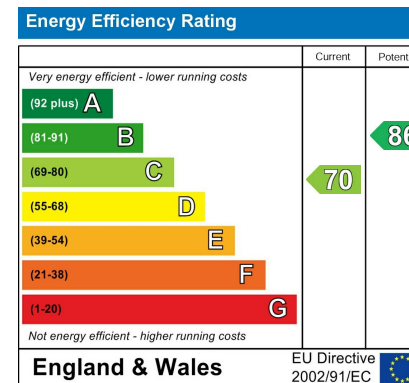 Energy Efficiency Rating
Current Potent
Very energy efficient - lower running costs
(92 plus) A
(81-91) B
86
(69-80) C
70
(55-68) D
(39-54) E
(21-38) F
(1-20) G
Not energy efficient - higher running costs
England & Wales
EU Directive
2002/91/EC